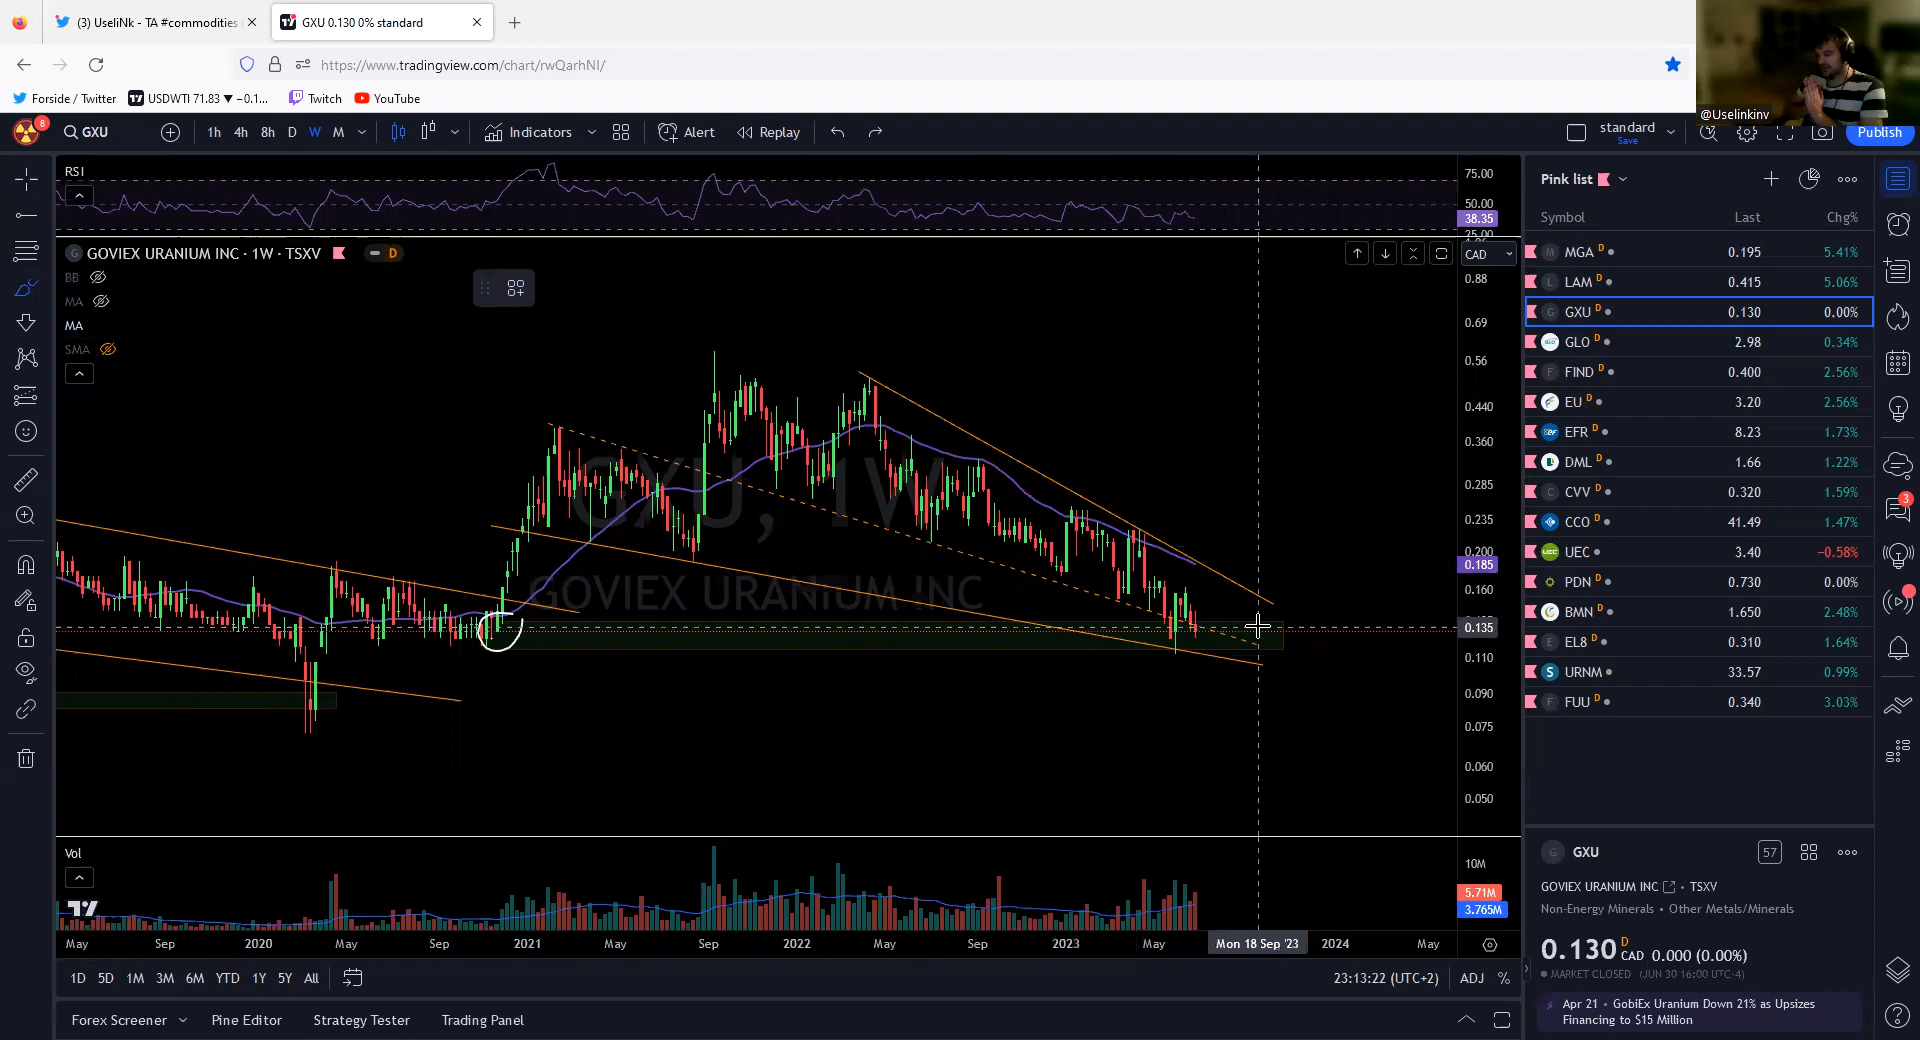 (3) UseliNk - TA #commodities
GXU 0.130 0% standard
https://www.tradingview.com/chart/rwQarhNI/
Forside / Twitter
USDWTI 71.83 ▼ −0.1...
Twitch
YouTube
@Uselinkinv
8
GXU
1h 4h 8h D W M
Indicators
Alert
Replay
standard
Save
Publish
RSI
75.00
50.00
38.35
25.00
GOVIEX URANIUM INC · 1W · TSXV
D
CAD
BB
MA
MA
SMA
0.88
0.69
0.56
0.440
0.360
0.285
0.235
0.200
0.185
0.160
0.135
0.110
0.090
0.075
0.060
0.050
GXU, 1W
GOVIEX URANIUM INC
Vol
10M
5.71M
3.765M
May Sep 2020 May Sep 2021 May Sep 2022 May Sep 2023 May Mon 18 Sep '23 2024 May
1D 5D 1M 3M 6M YTD 1Y 5Y All
23:13:22 (UTC+2)
ADJ %
Forex Screener
Pine Editor
Strategy Tester
Trading Panel
Pink list
Symbol Last Chg%
MGA D 0.195 5.41%
LAM D 0.415 5.06%
GXU D 0.130 0.00%
GLO D 2.98 0.34%
FIND D 0.400 2.56%
EU D 3.20 2.56%
EFR D 8.23 1.73%
DML D 1.66 1.22%
CVV D 0.320 1.59%
CCO D 41.49 1.47%
UEC 3.40 −0.58%
PDN D 0.730 0.00%
BMN D 1.650 2.48%
EL8 D 0.310 1.64%
URNM 33.57 0.99%
FUU D 0.340 3.03%
3
GXU
57
GOVIEX URANIUM INC • TSXV
Non-Energy Minerals • Other Metals/Minerals
0.130 D CAD 0.000 (0.00%)
MARKET CLOSED (JUN 30 16:00 UTC-4)
Apr 21 · GobiEx Uranium Down 21% as Upsizes
Financing to $15 Million